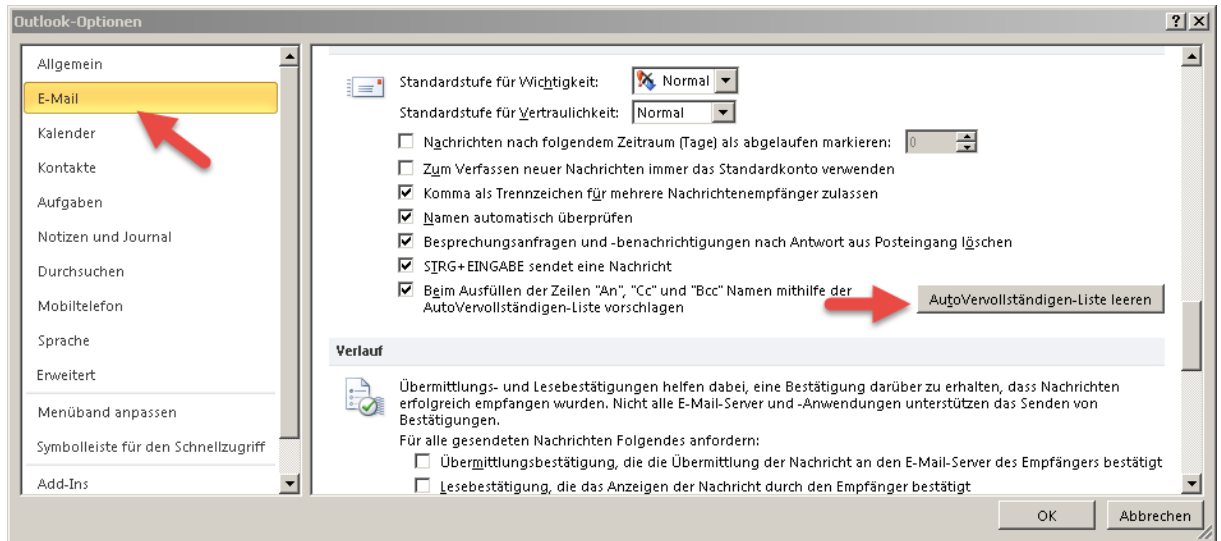 Outlook-Optionen
Allgemein
E-Mail
Kalender
Kontakte
Aufgaben
Notizen und Journal
Durchsuchen
Mobiltelefon
Sprache
Erweitert
Menüband anpassen
Symbolleiste für den Schnellzugriff
Add-Ins
Standardstufe für Wichtigkeit: Normal
Standardstufe für Vertraulichkeit: Normal
Nachrichten nach folgendem Zeitraum (Tage) als abgelaufen markieren: 0
Zum Verfassen neuer Nachrichten immer das Standardkonto verwenden
Komma als Trennzeichen für mehrere Nachrichtenempfänger zulassen
Namen automatisch überprüfen
Besprechungsanfragen und -benachrichtigungen nach Antwort aus Posteingang löschen
STRG+EINGABE sendet eine Nachricht
Beim Ausfüllen der Zeilen "An", "Cc" und "Bcc" Namen mithilfe der
AutoVervollständigen-Liste vorschlagen
AutoVervollständigen-Liste leeren
Verlauf
Übermittlungs- und Lesebestätigungen helfen dabei, eine Bestätigung darüber zu erhalten, dass Nachrichten
erfolgreich empfangen wurden. Nicht alle E-Mail-Server und -Anwendungen unterstützen das Senden von
Bestätigungen.
Für alle gesendeten Nachrichten Folgendes anfordern:
Übermittlungsbestätigung, die die Übermittlung der Nachricht an den E-Mail-Server des Empfängers bestätigt
Lesebestätigung, die das Anzeigen der Nachricht durch den Empfänger bestätigt
OK
Abbrechen